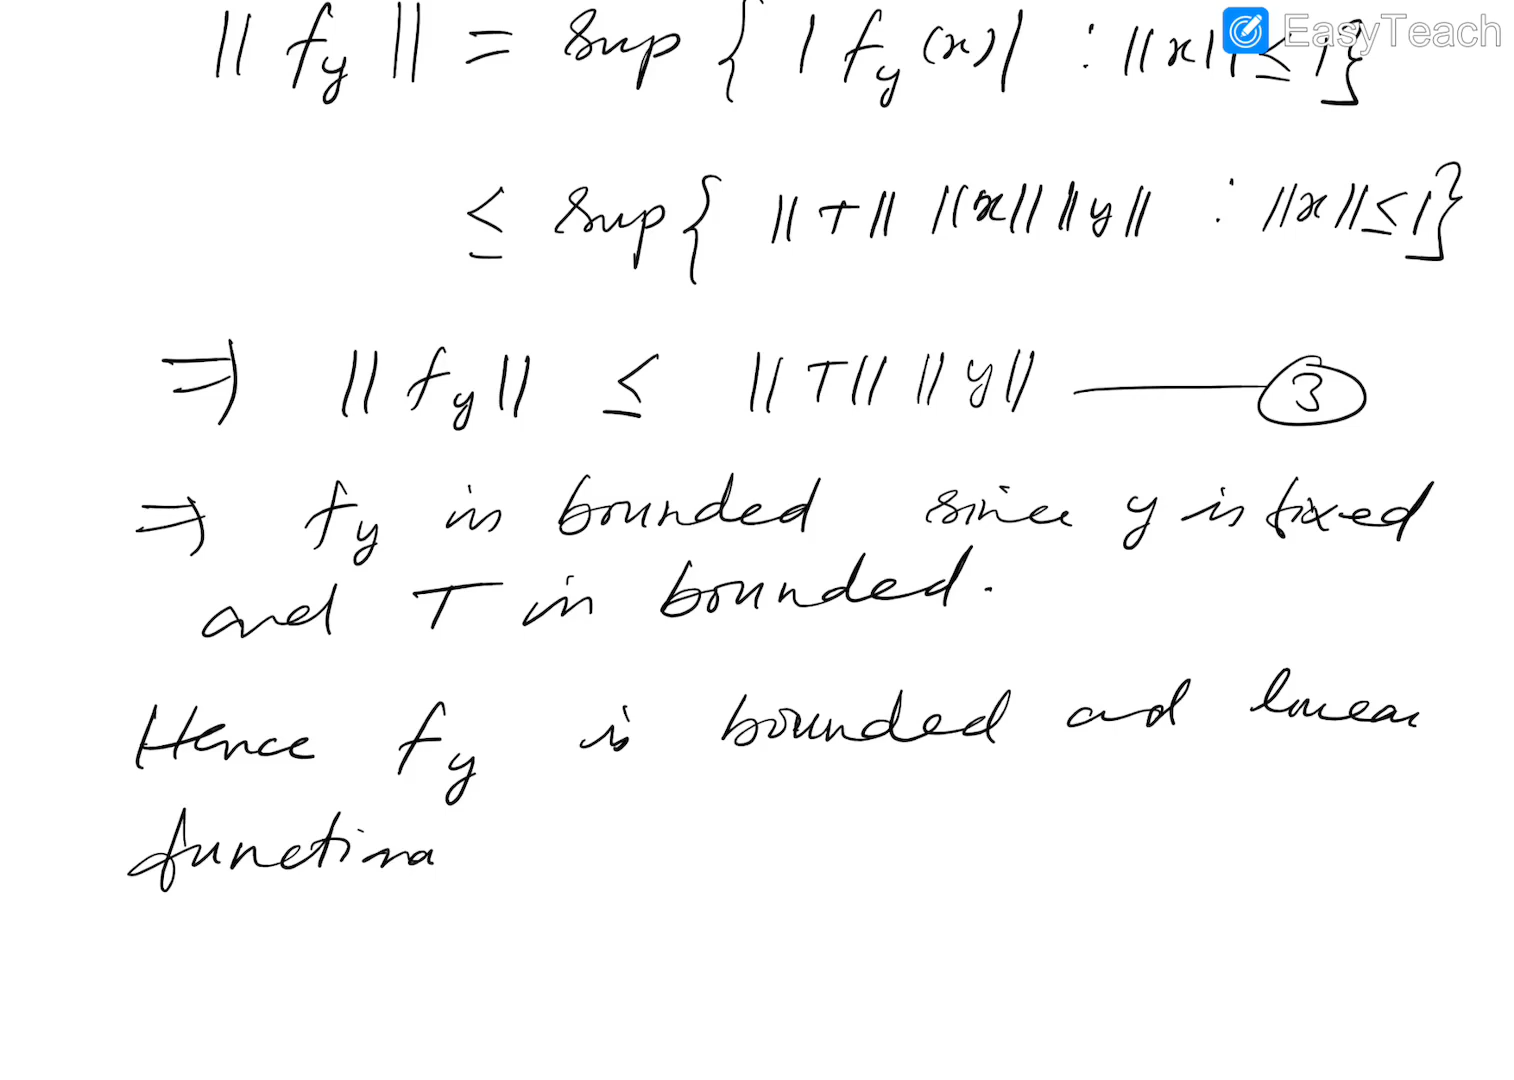 || f_y || = Sup { | f_y (x) | : ||x|| ≤ 1}
EasyTeach
≤ Sup { ||T|| ||x|| ||y|| : ||x|| ≤ 1}
⇒ || f_y || ≤ ||T|| ||y|| —— ③
⇒ f_y is bounded since y is fixed
and T is bounded.
Hence f_y is bounded and linear
functiona